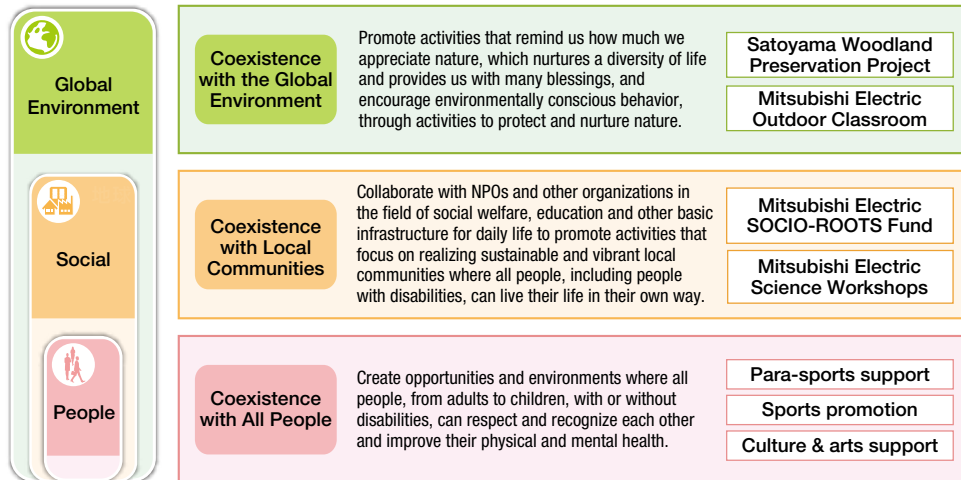 Global
Environment
Coexistence
with the Global
Environment
Promote activities that remind us how much we
appreciate nature, which nurtures a diversity of life
and provides us with many blessings, and
encourage environmentally conscious behavior,
through activities to protect and nurture nature.
Satoyama Woodland
Preservation Project
Mitsubishi Electric
Outdoor Classroom
Social
Coexistence
with Local
Communities
Collaborate with NPOs and other organizations in
the field of social welfare, education and other basic
infrastructure for daily life to promote activities that
focus on realizing sustainable and vibrant local
communities where all people, including people
with disabilities, can live their life in their own way.
Mitsubishi Electric
SOCIO-ROOTS Fund
Mitsubishi Electric
Science Workshops
People
Coexistence
with All People
Create opportunities and environments where all
people, from adults to children, with or without
disabilities, can respect and recognize each other
and improve their physical and mental health.
Para-sports support
Sports promotion
Culture & arts support